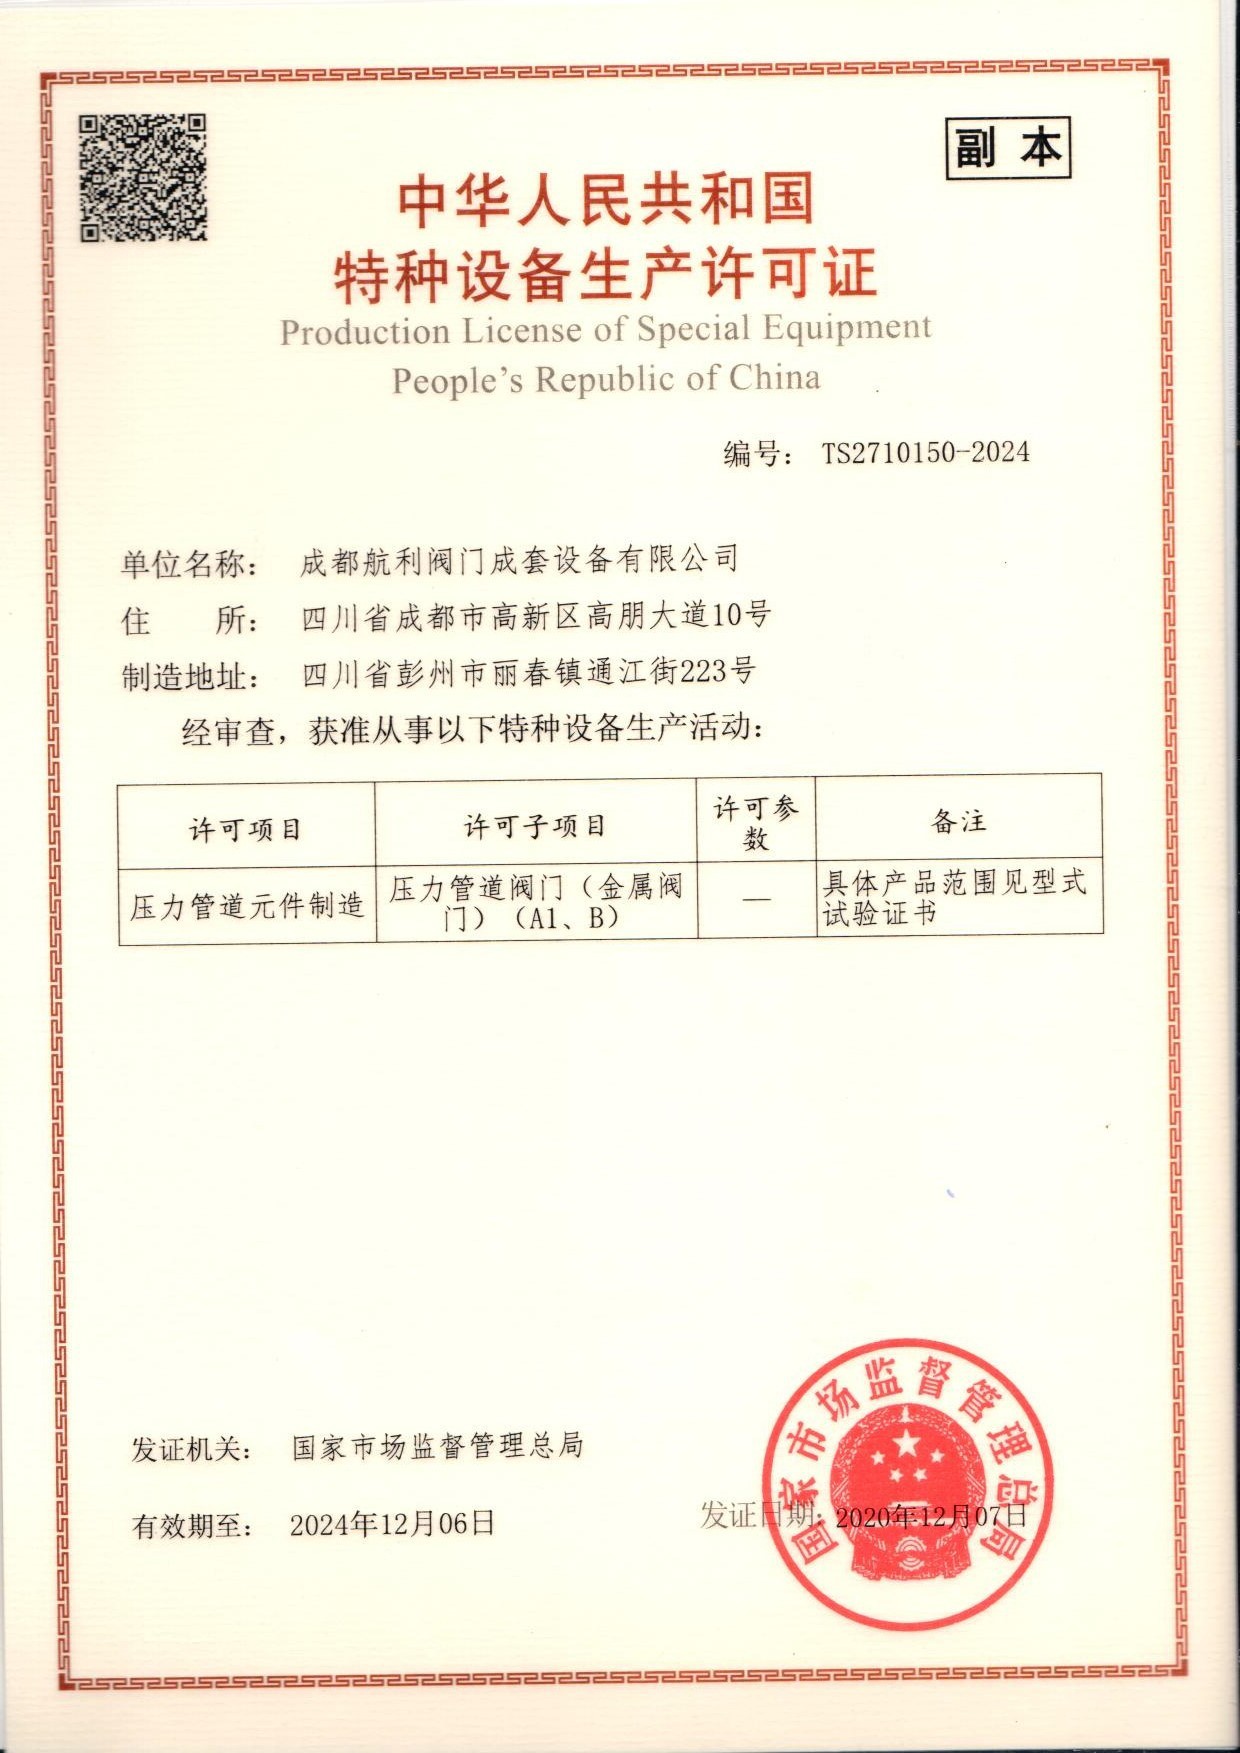 副 本
中华人民共和国
特种设备生产许可证
Production License of Special Equipment
People's Republic of China
编号： TS2710150-2024
单位名称： 成都航利阀门成套设备有限公司
住 所： 四川省成都市高新区高朋大道10号
制造地址： 四川省彭州市丽春镇通江街223号
经审查，获准从事以下特种设备生产活动：
许可项目 许可子项目 许可参 备注
数
压力管道元件制造 压力管道阀门（金属阀 — 具体产品范围见型式
门）（A1、B） 试验证书
国家市场监督管理总局
发证机关： 国家市场监督管理总局
有效期至： 2024年12月06日 发证日期： 2020年12月07日